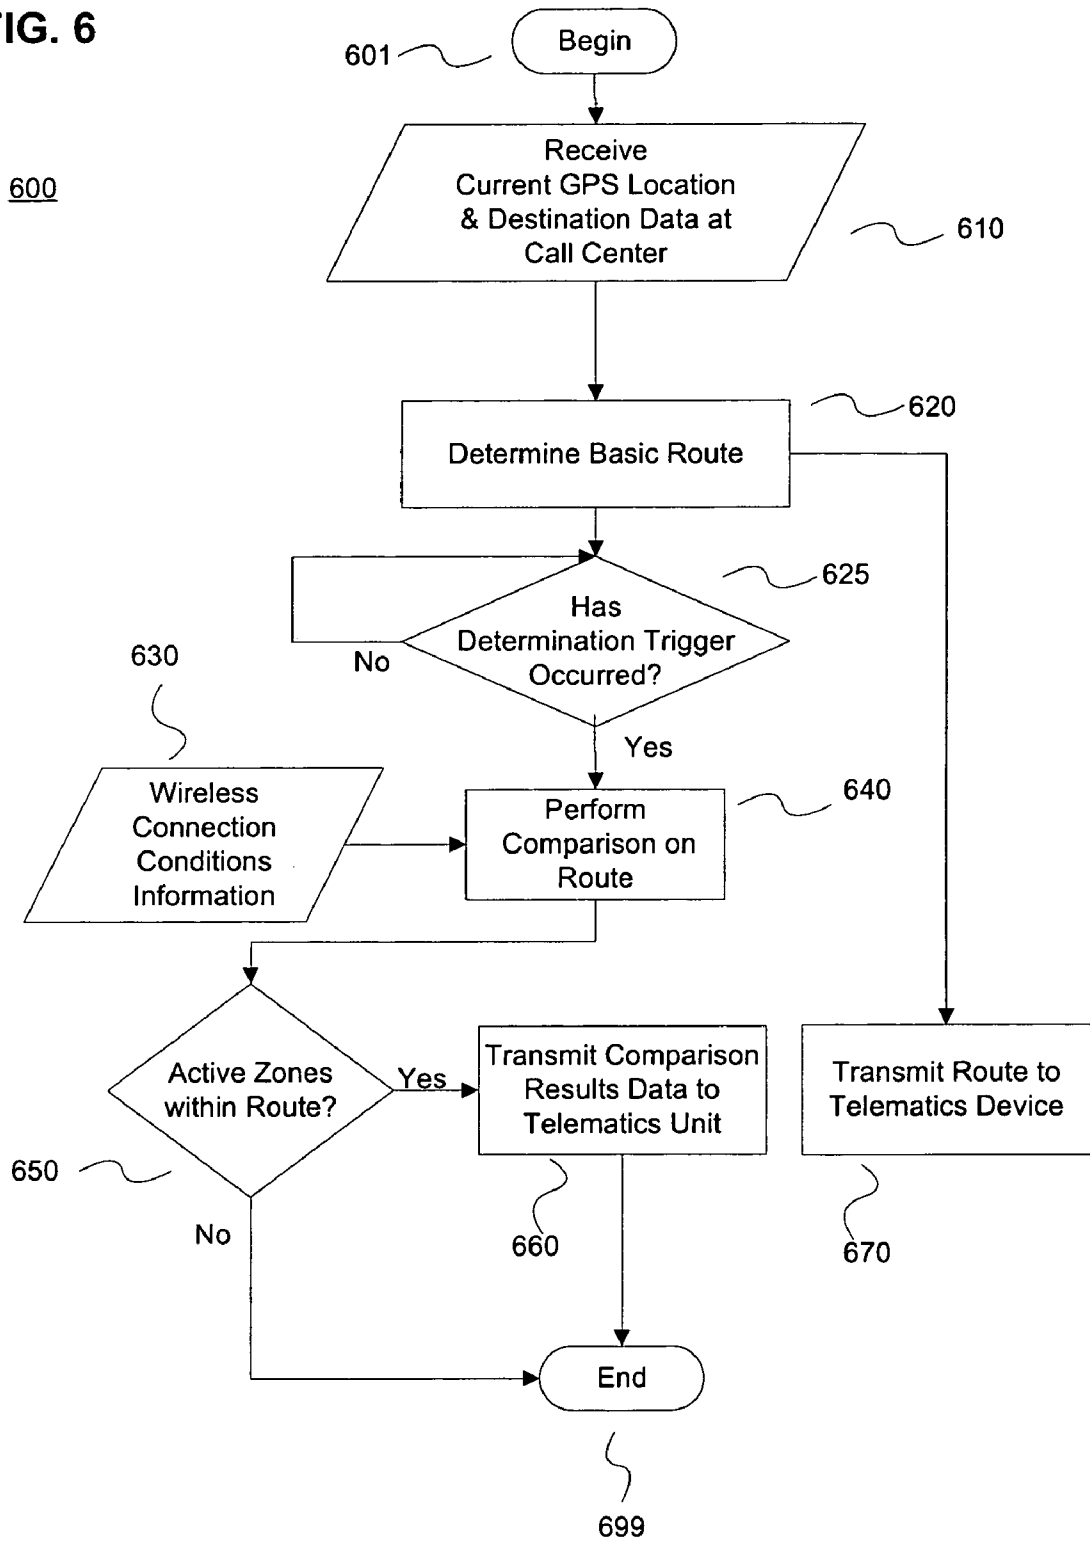 FIG. 6
Begin
601
600
Receive
Current GPS Location
& Destination Data at
Call Center
610
620
Determine Basic Route
625
Has
Determination Trigger
Occurred?
No
630
Yes
Wireless
Connection
Conditions
Information
640
Perform
Comparison on
Route
Active Zones
within Route?
Yes
Transmit Comparison
Results Data to
Telematics Unit
Transmit Route to
Telematics Device
650
No
660
670
End
699